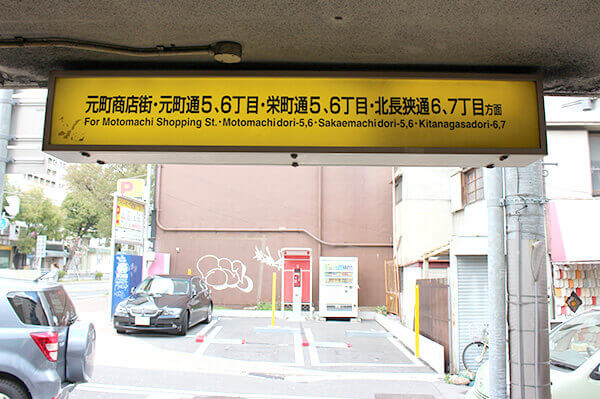 元町商店街・元町通5、6丁目・栄町通5、6丁目・北長狭通6、7丁目方面
For Motomachi Shopping St.・Motomachidori-5,6・Sakaemachidori-5,6・Kitanagasadori-6,7
P